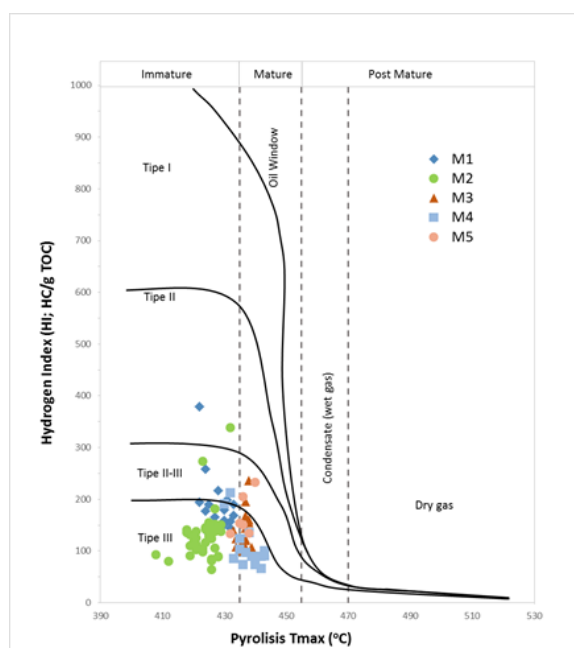 Immature Mature Post Mature
1000
900
800
700
600
500
400
300
200
100
0
Hydrogen Index (HI; HC/g TOC)
Tipe I
Tipe II
Tipe II-III
Tipe III
Oil Window
Condensate (wet gas)
Dry gas
M1
M2
M3
M4
M5
390 410 430 450 470 490 510 530
Pyrolisis Tmax (°C)